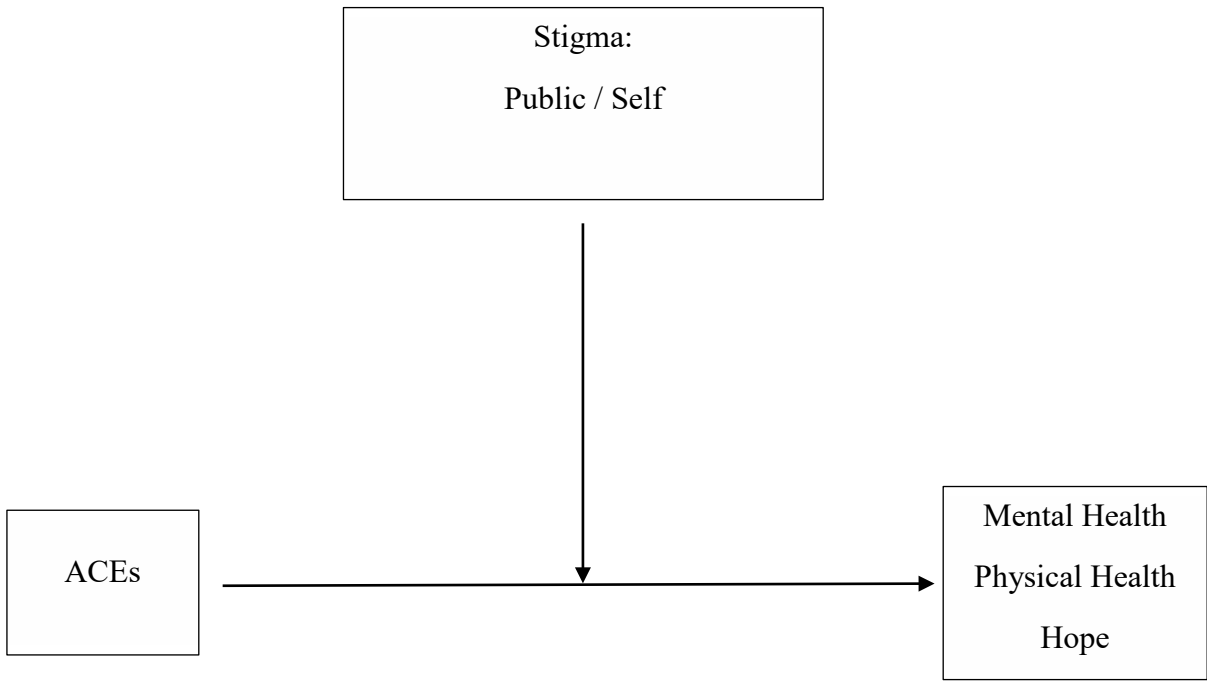 Stigma:
Public / Self
ACEs
Mental Health
Physical Health
Hope